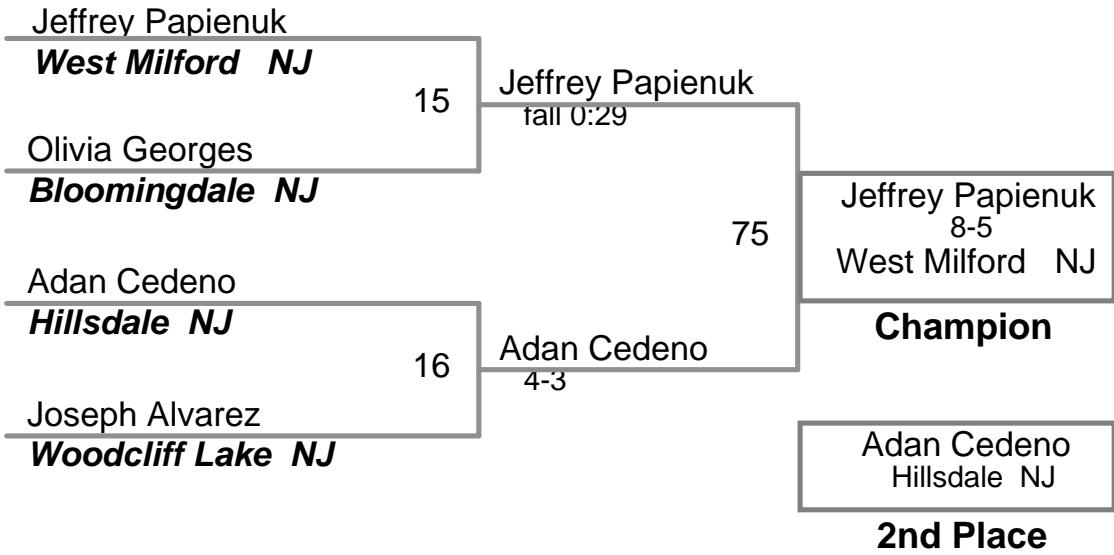 Jeffrey Papienuk
West Milford NJ
15
Olivia Georges
Bloomingdale NJ
Adan Cedeno
Hillsdale NJ
16
Joseph Alvarez
Woodcliff Lake NJ
Jeffrey Papienuk
fall 0:29
75
Adan Cedeno
4-3
Jeffrey Papienuk
8-5
West Milford NJ
Champion
Adan Cedeno
Hillsdale NJ
2nd Place